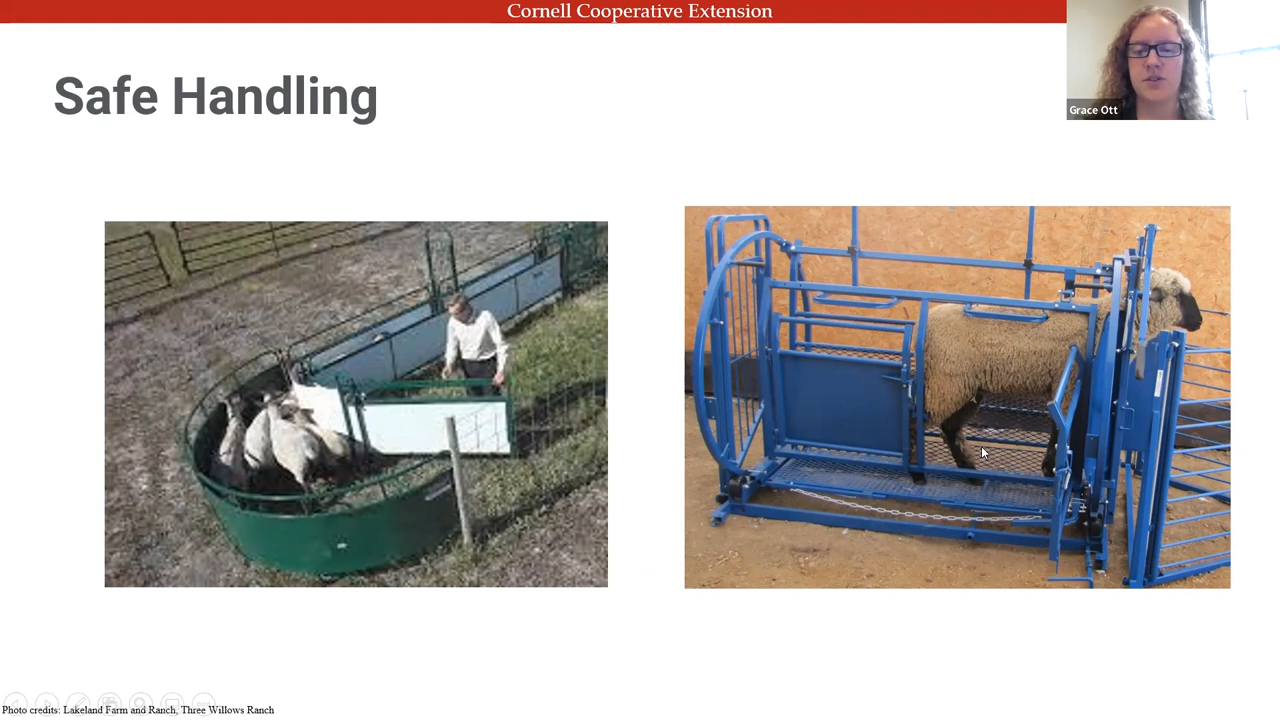 Cornell Cooperative Extension
Safe Handling
Grace Ott
Photo credits: Lakeland Farm and Ranch, Three Willows Ranch